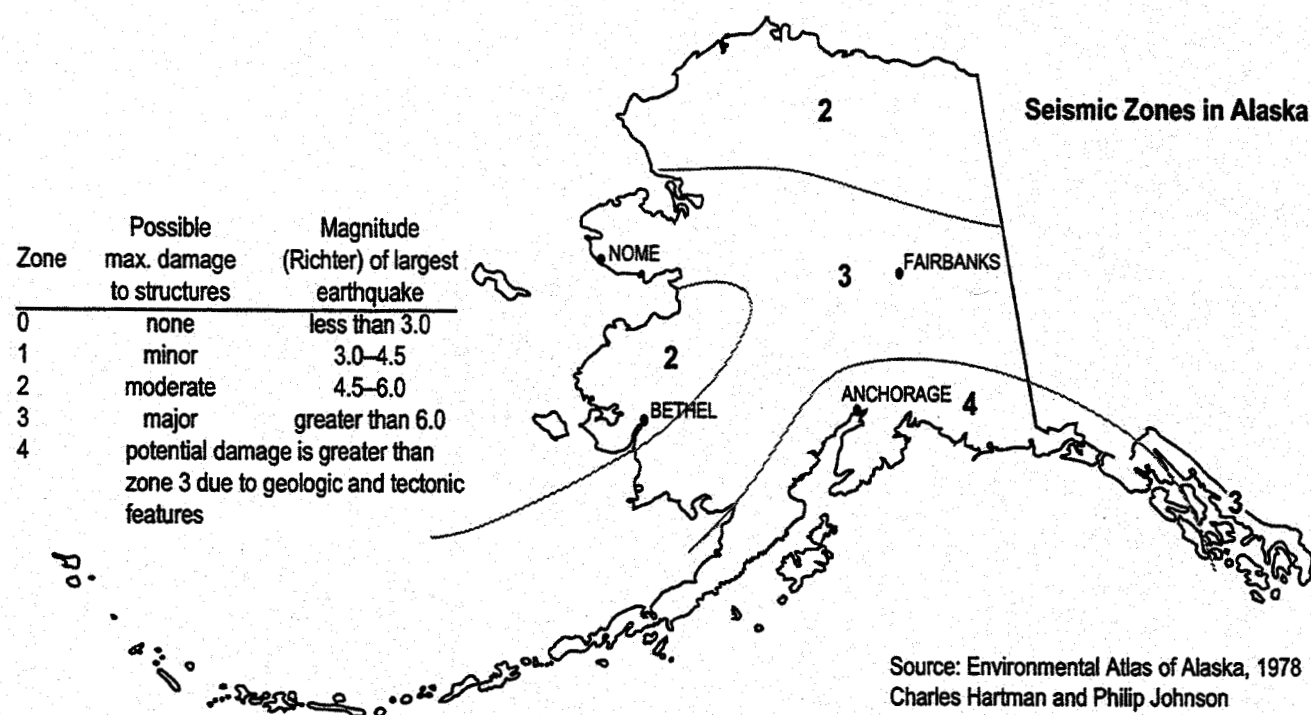 Seismic Zones in Alaska
2
Possible Magnitude
Zone max. damage (Richter) of largest
to structures earthquake
0 none less than 3.0
1 minor 3.0–4.5
2 moderate 4.5–6.0
3 major greater than 6.0
4 potential damage is greater than
zone 3 due to geologic and tectonic
features
NOME
3
FAIRBANKS
2
BETHEL
ANCHORAGE
4
3
Source: Environmental Atlas of Alaska, 1978
Charles Hartman and Philip Johnson